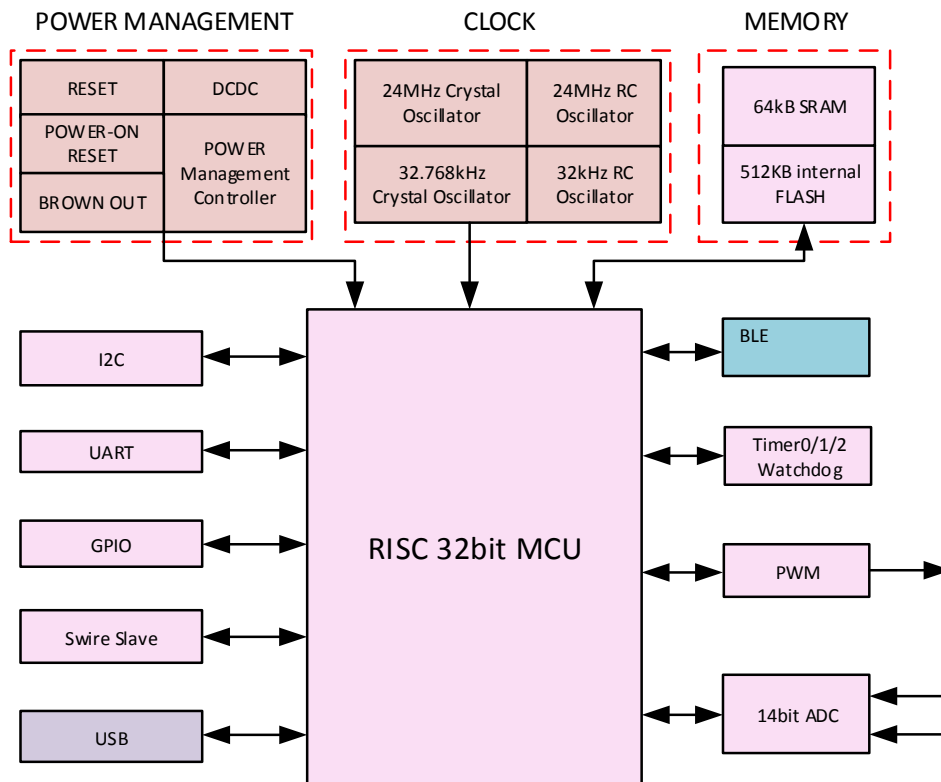 POWER MANAGEMENT
CLOCK
MEMORY
RESET
DCDC
POWER-ON
RESET
POWER
Management
Controller
BROWN OUT
24MHz Crystal
Oscillator
24MHz RC
Oscillator
32.768kHz
Crystal Oscillator
32kHz RC
Oscillator
64kB SRAM
512KB internal
FLASH
I2C
UART
GPIO
Swire Slave
USB
RISC 32bit MCU
BLE
Timer0/1/2
Watchdog
PWM
14bit ADC